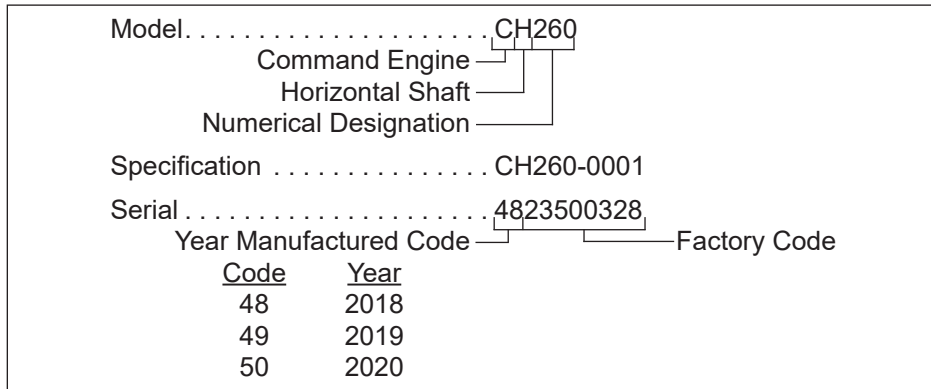 Model. . . . . . . . . . . . . . . . . . . . . CH260
Command Engine
Horizontal Shaft
Numerical Designation
Specification . . . . . . . . . . . . . . . CH260-0001
Serial . . . . . . . . . . . . . . . . . . . . . 4823500328
Year Manufactured Code Factory Code
Code Year
48 2018
49 2019
50 2020